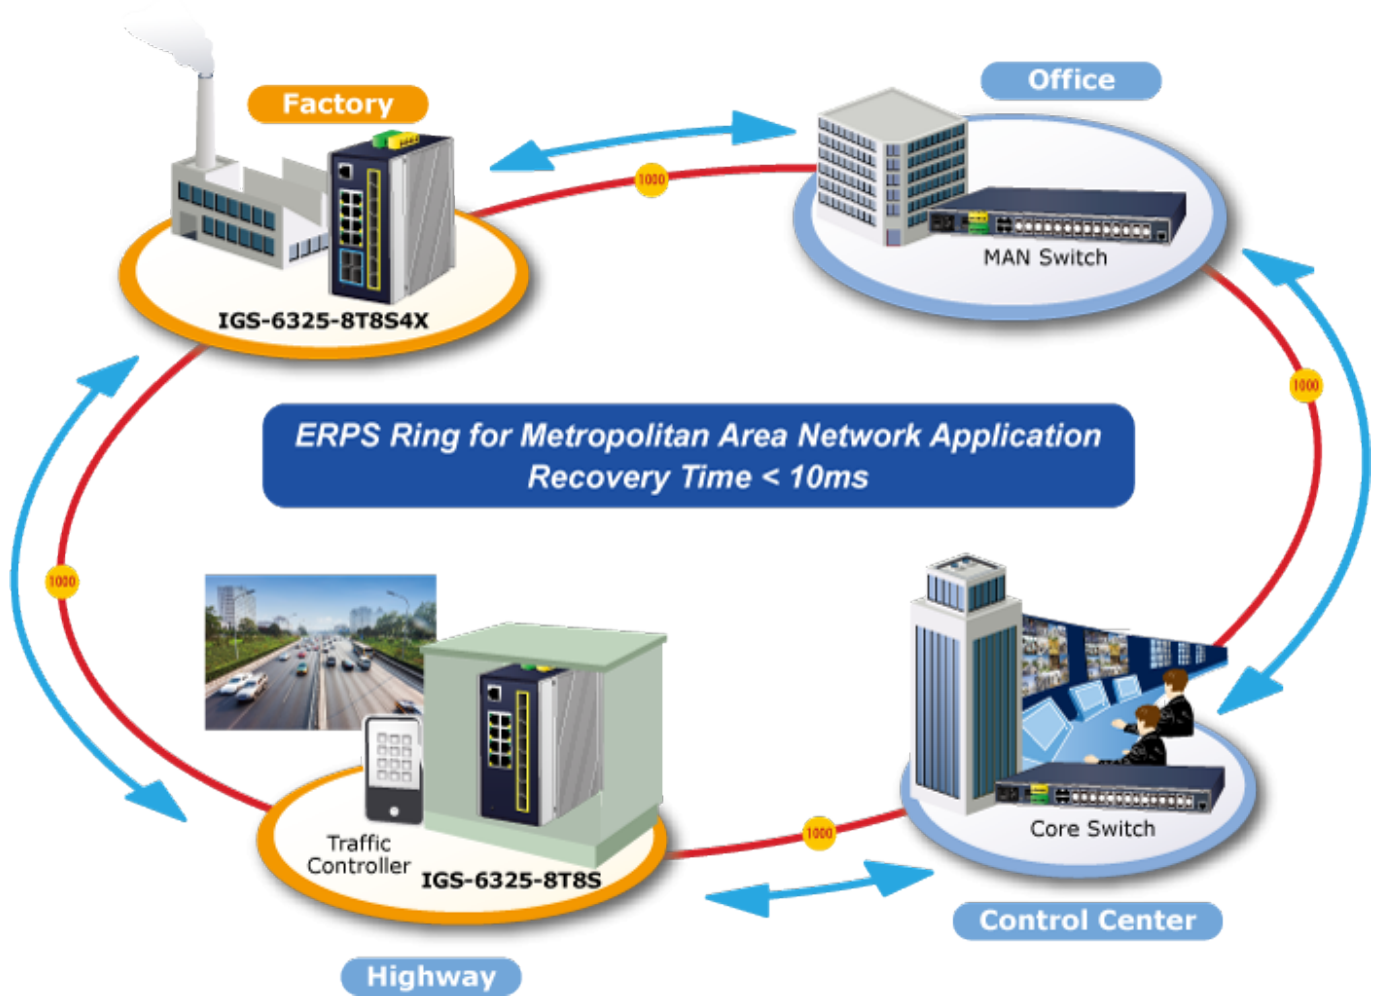 Office
Factory
1000
MAN Switch
IGS-6325-8T8S4X
1000
ERPS Ring for Metropolitan Area Network Application
Recovery Time < 10ms
1000
1000
Core Switch
Traffic
Controller
IGS-6325-8T8S
Control Center
Highway